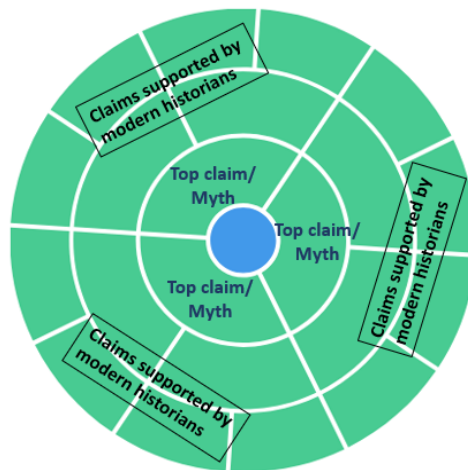 Claims supported by
modern historians
Top claim/
Myth
Top claim/
Myth
Claims supported by
modern historians
Top claim/
Myth
Claims supported by
modern historians